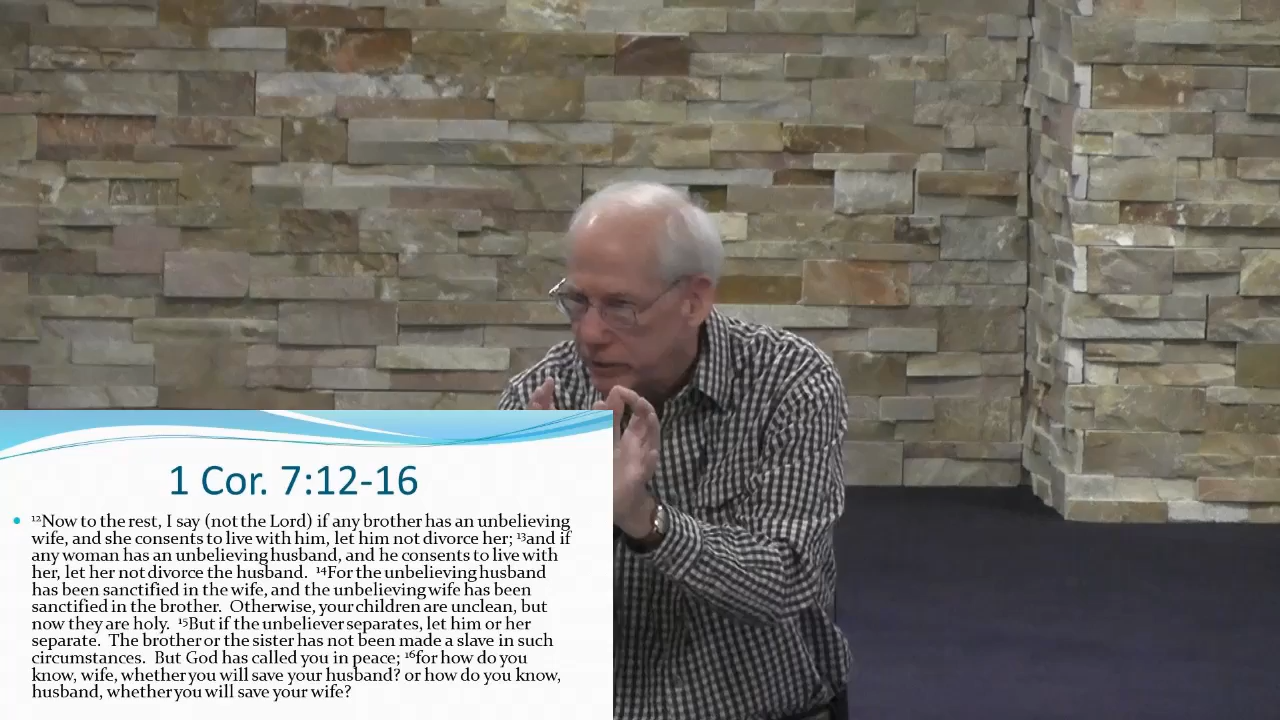 1 Cor. 7:12-16
• ¹²Now to the rest, I say (not the Lord) if any brother has an unbelieving
wife, and she consents to live with him, let him not divorce her; ¹³and if
any woman has an unbelieving husband, and he consents to live with
her, let her not divorce the husband. ¹⁴For the unbelieving husband
has been sanctified in the wife, and the unbelieving wife has been
sanctified in the brother. Otherwise, your children are unclean, but
now they are holy. ¹⁵But if the unbeliever separates, let him or her
separate. The brother or the sister has not been made a slave in such
circumstances. But God has called you in peace; ¹⁶for how do you
know, wife, whether you will save your husband? or how do you know,
husband, whether you will save your wife?